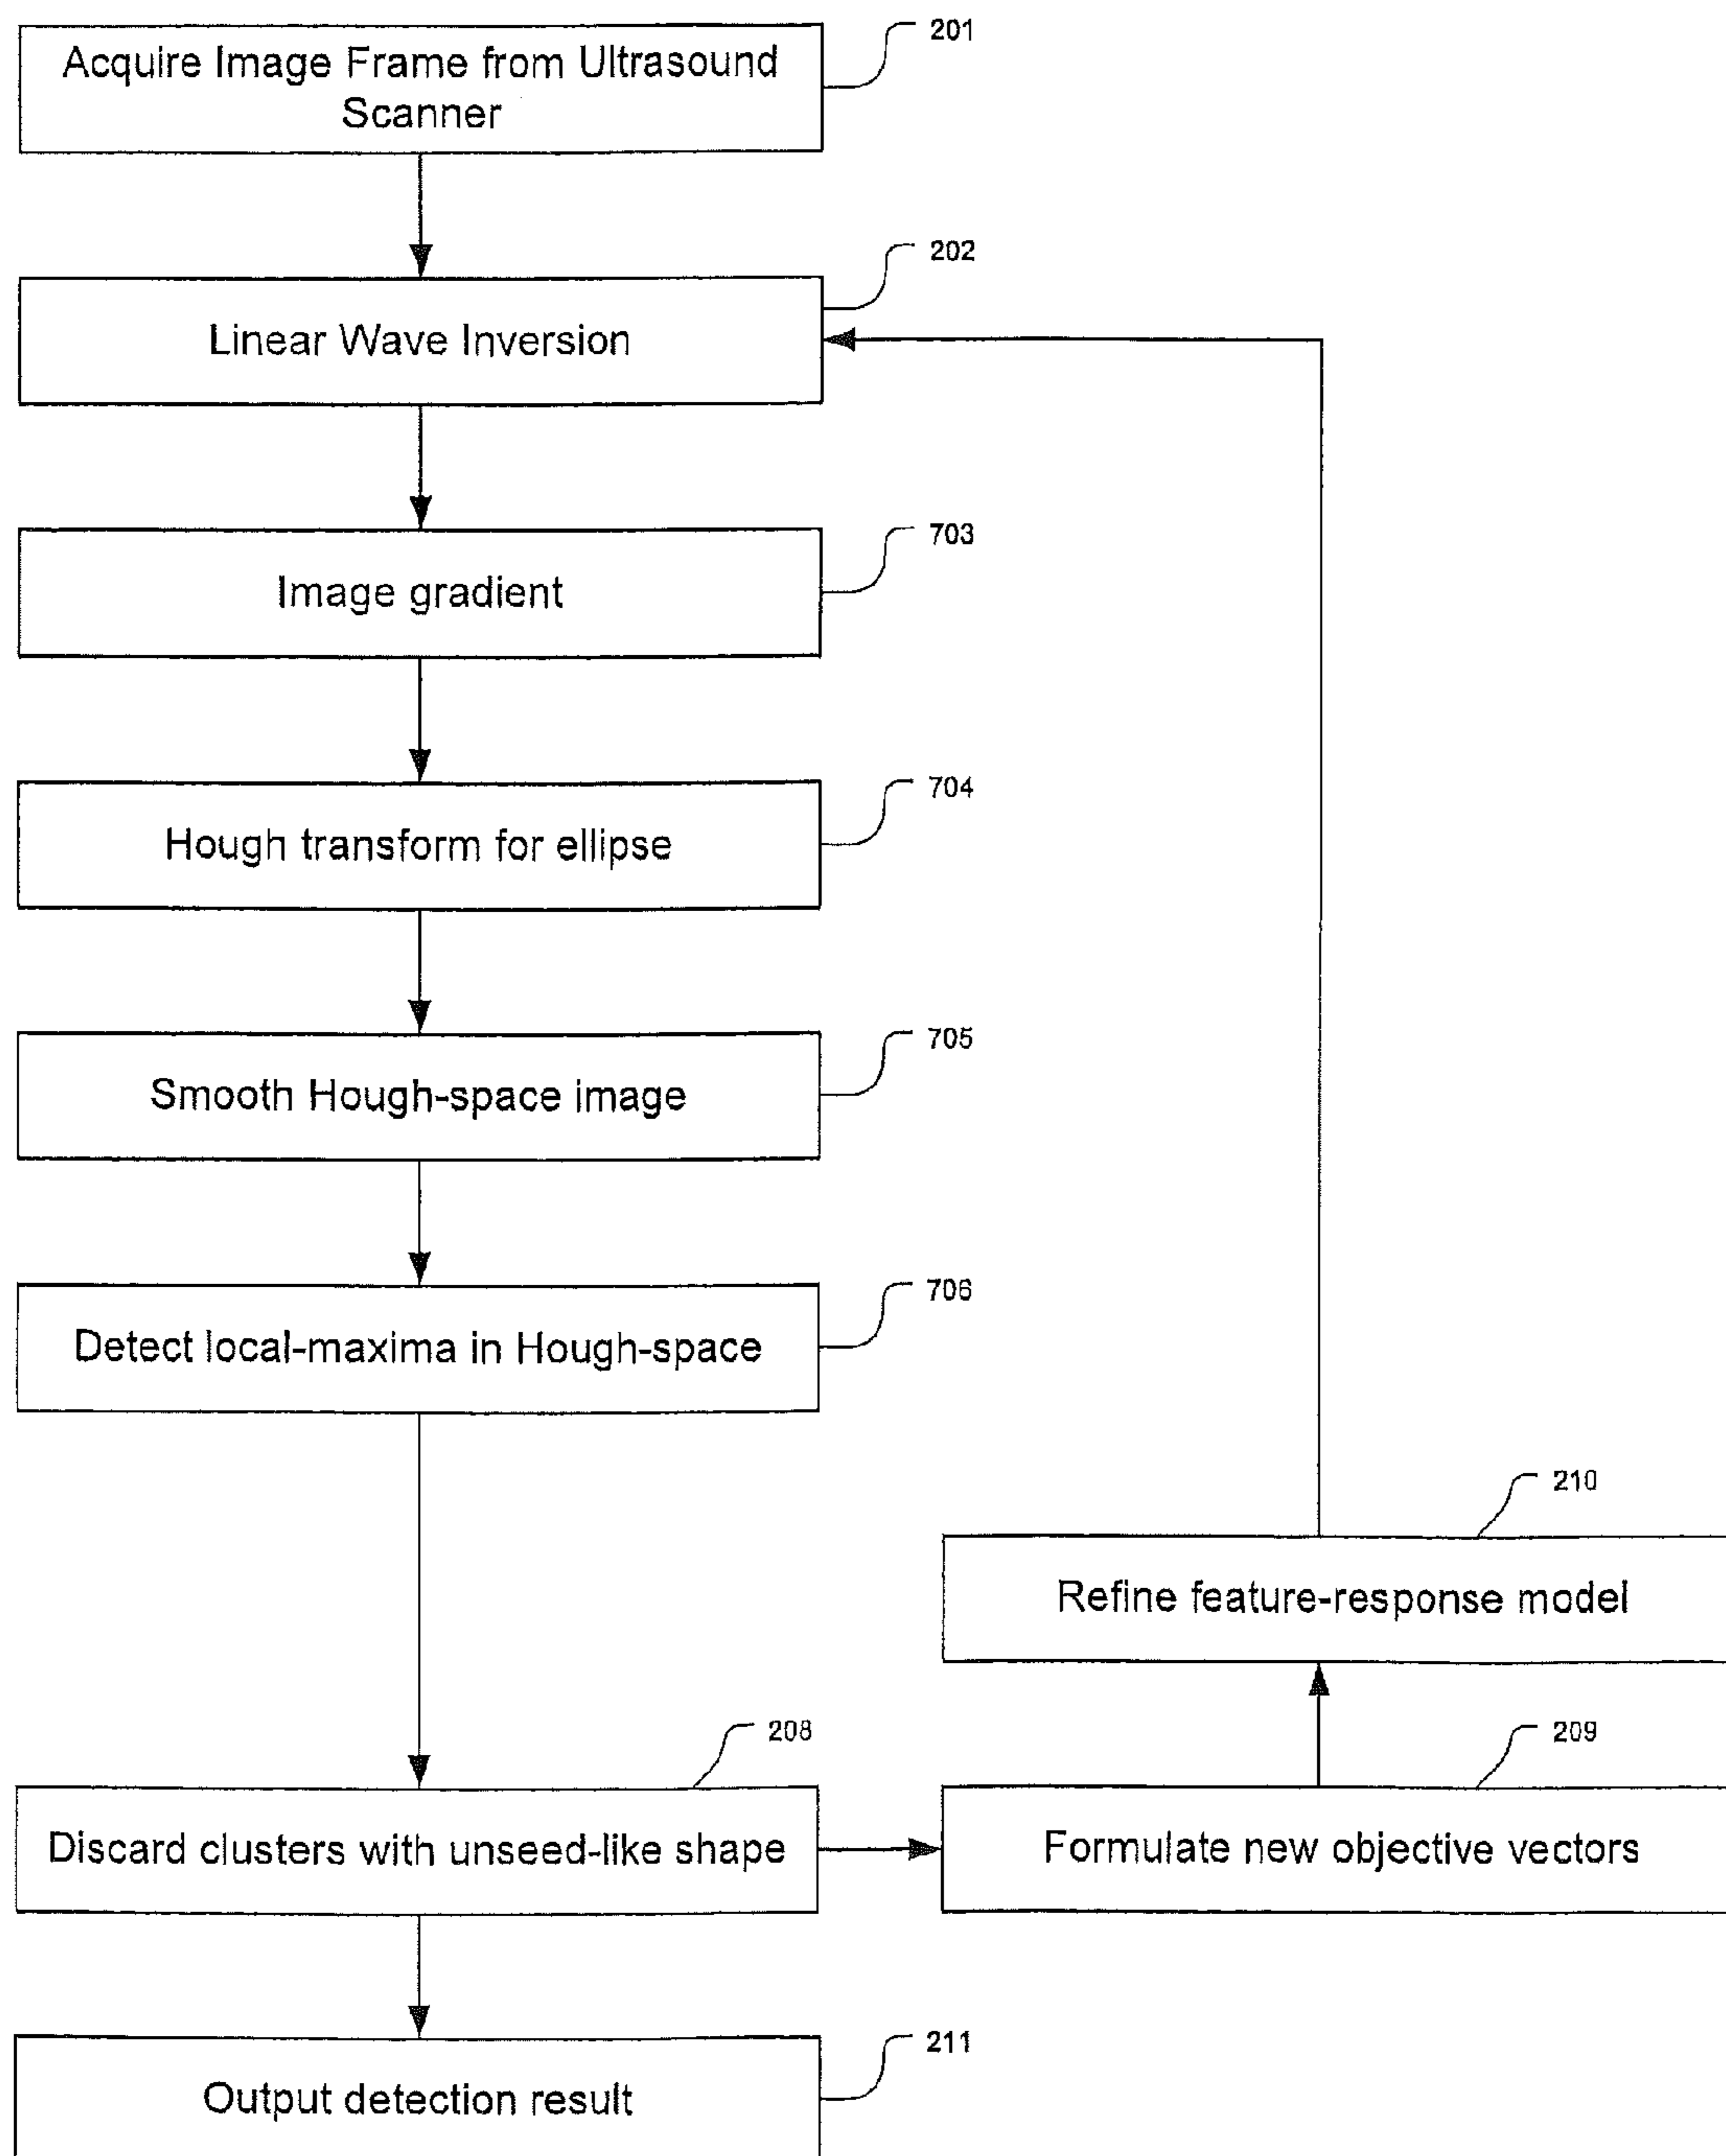 Acquire Image Frame from Ultrasound
Scanner
201
Linear Wave Inversion
202
Image gradient
703
Hough transform for ellipse
704
Smooth Hough-space image
705
Detect local-maxima in Hough-space
706
Refine feature-response model
210
Discard clusters with unseed-like shape
208
Formulate new objective vectors
209
Output detection result
211